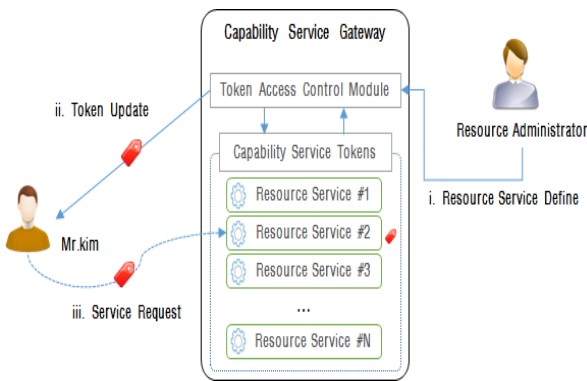 Capability Service Gateway
Token Access Control Module
ii. Token Update
Resource Administrator
Capability Service Tokens
Resource Service #1
i. Resource Service Define
Resource Service #2
Mr.kim
Resource Service #3
iii. Service Request
...
Resource Service #N